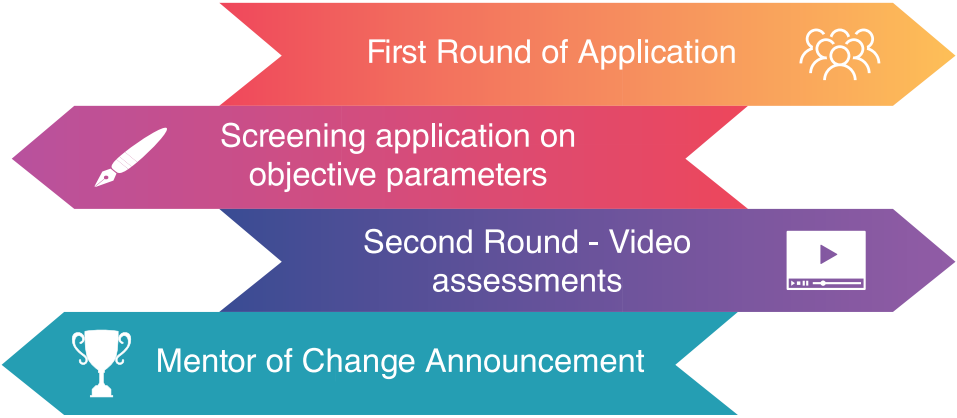 First Round of Application
Screening application on
objective parameters
Second Round - Video
assessments
Mentor of Change Announcement